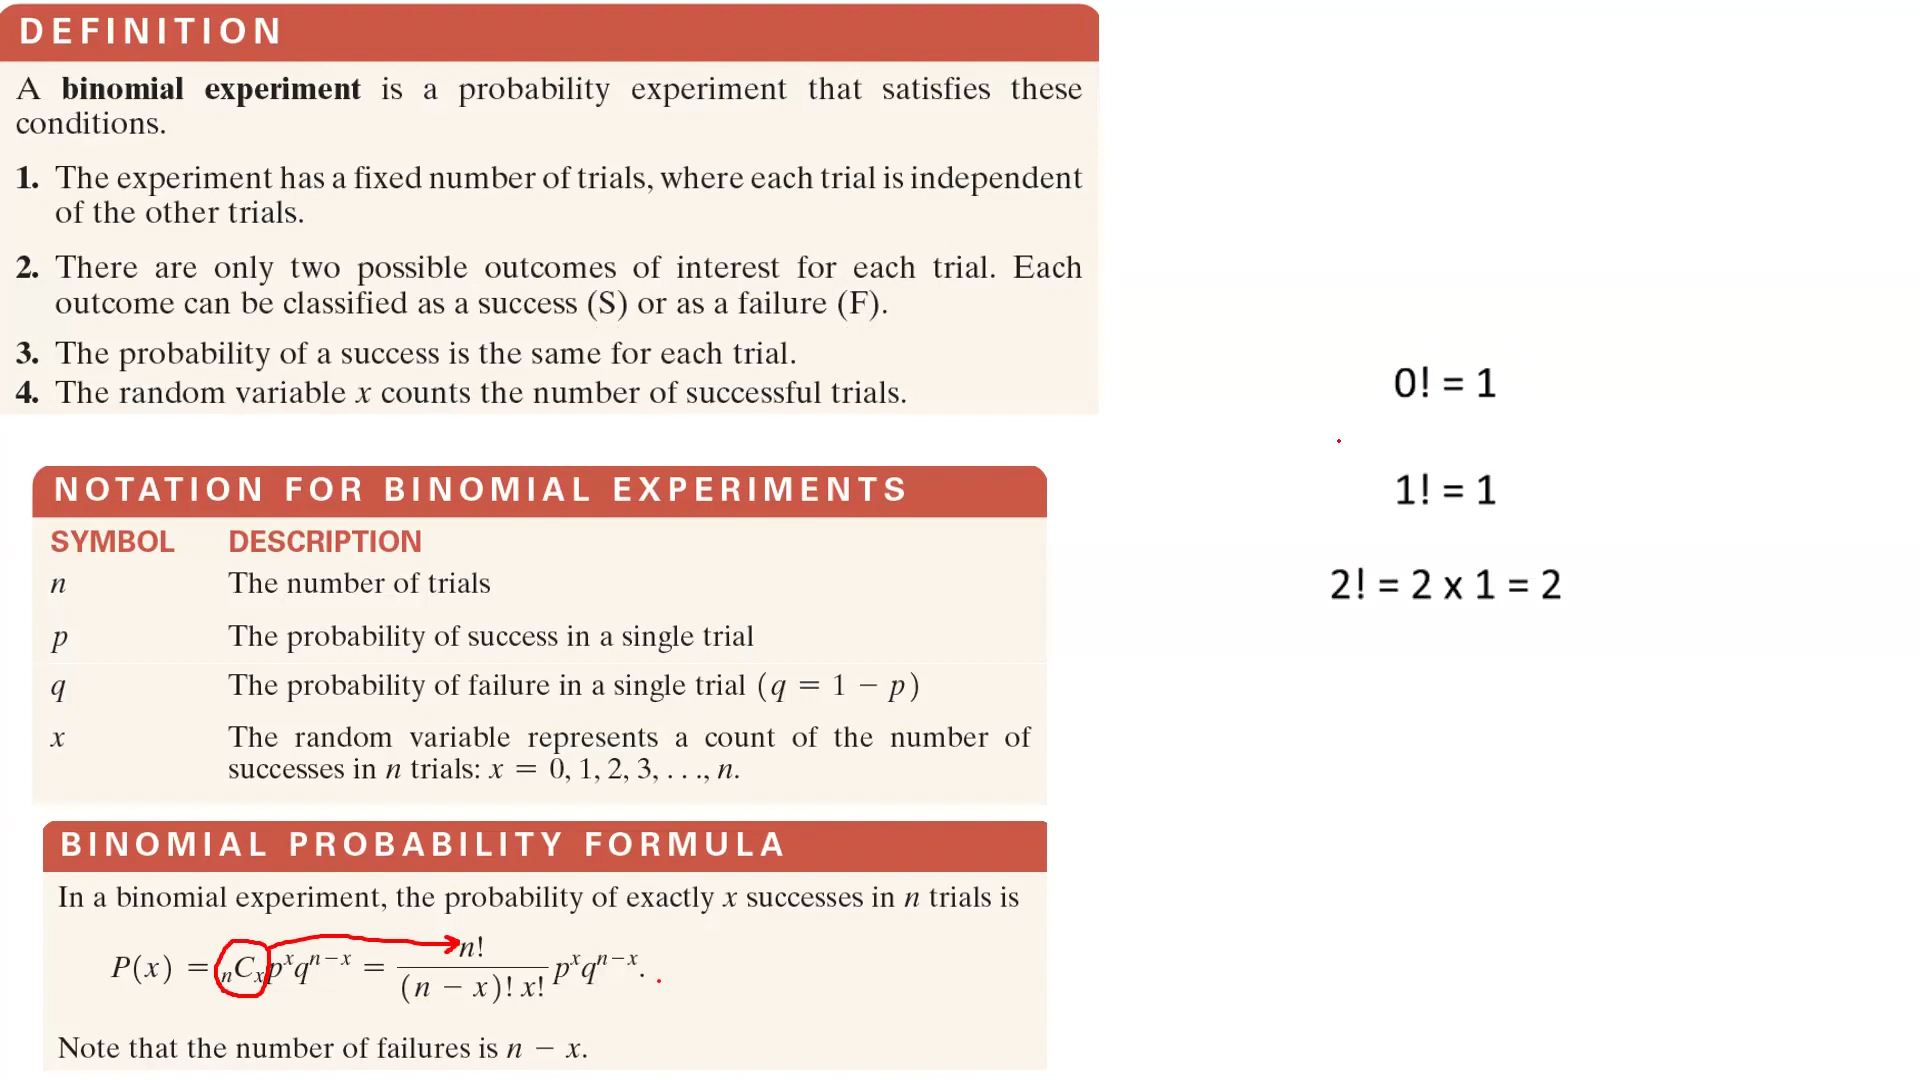 DEFINITION
A binomial experiment is a probability experiment that satisfies these
conditions.
1. The experiment has a fixed number of trials, where each trial is independent
of the other trials.
2. There are only two possible outcomes of interest for each trial. Each
outcome can be classified as a success (S) or as a failure (F).
3. The probability of a success is the same for each trial.
4. The random variable x counts the number of successful trials.
NOTATION FOR BINOMIAL EXPERIMENTS
SYMBOL DESCRIPTION
n The number of trials
p The probability of success in a single trial
q The probability of failure in a single trial (q = 1 − p)
x The random variable represents a count of the number of
successes in n trials: x = 0, 1, 2, 3, . . ., n.
BINOMIAL PROBABILITY FORMULA
In a binomial experiment, the probability of exactly x successes in n trials is
P(x) = ₙCₓpˣqⁿ⁻ˣ = n! / (n − x)! x! pˣqⁿ⁻ˣ.
Note that the number of failures is n − x.
0! = 1
1! = 1
2! = 2 x 1 = 2